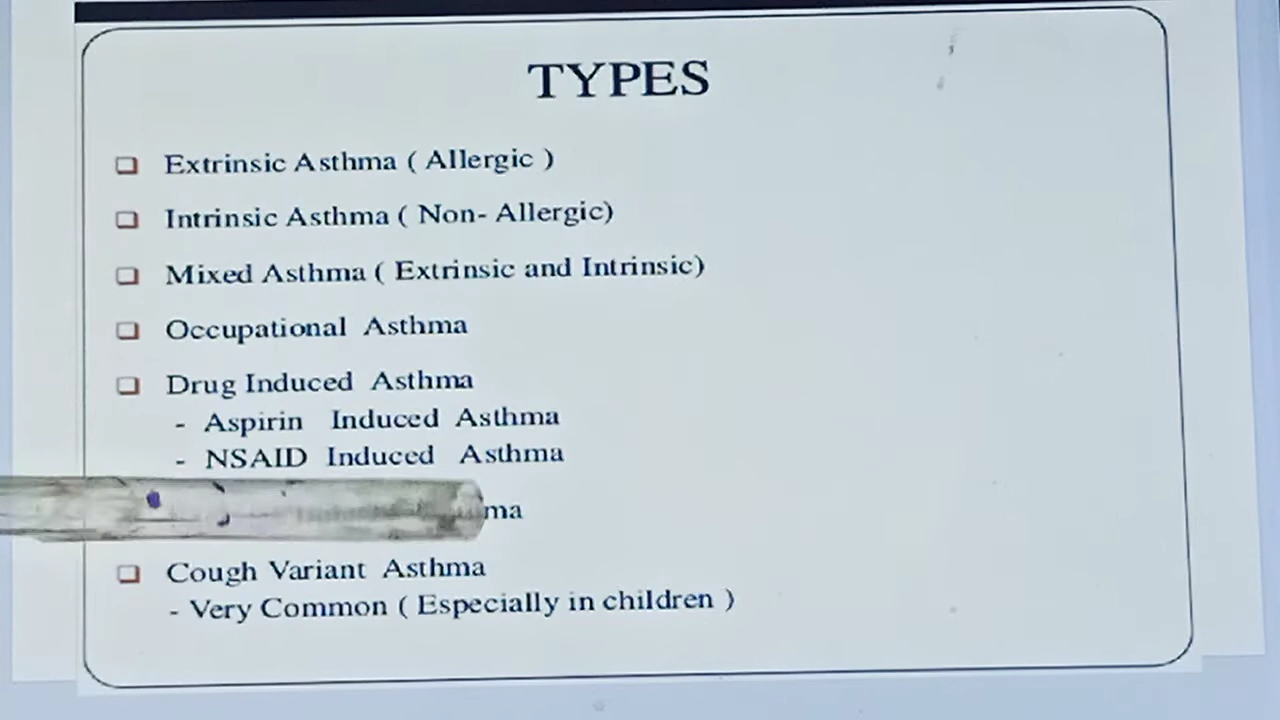 TYPES
Extrinsic Asthma ( Allergic )
Intrinsic Asthma ( Non- Allergic)
Mixed Asthma ( Extrinsic and Intrinsic)
Occupational Asthma
Drug Induced Asthma
- Aspirin Induced Asthma
- NSAID Induced Asthma
Cough Variant Asthma
- Very Common ( Especially in children )